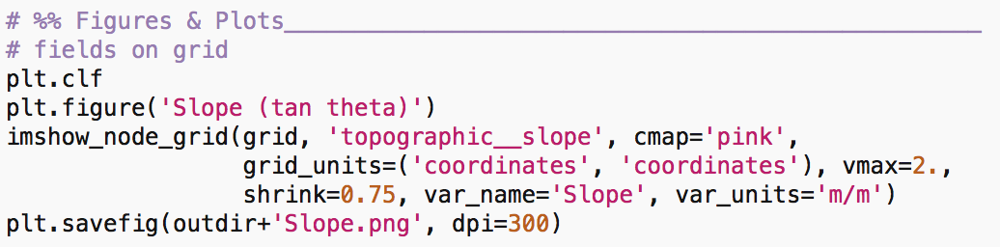 # %% Figures & Plots__________________________________________________
# fields on grid
plt.clf
plt.figure('Slope (tan theta)')
imshow_node_grid(grid, 'topographic__slope', cmap='pink',
                 grid_units=('coordinates', 'coordinates'), vmax=2.,
                 shrink=0.75, var_name='Slope', var_units='m/m')
plt.savefig(outdir+'Slope.png', dpi=300)